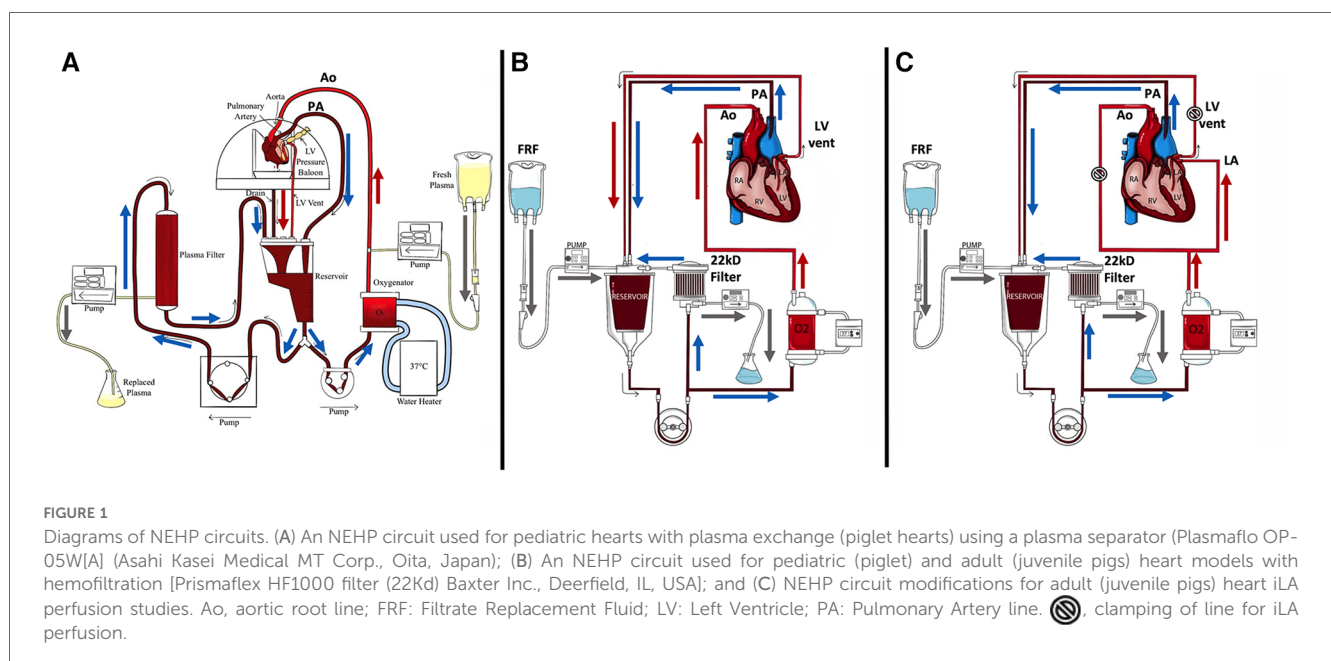 A
Ao
Aorta
Pulmonary
Artery
PA
LV
Pressure
Baloon
Drain
LV Vent
Plasma Filter
Reservoir
Pump
Replaced
Plasma
Pump
Pump
Oxygenator
O₂
37°C
Water Heater
Pump
Fresh
Plasma
B
FRF
PUMP
RESERVOIR
PA
Ao
LV
vent
RA
RV
LA
LV
22kD
Filter
O2
37
C
FRF
PUMP
RESERVOIR
PA
Ao
LV
vent
LA
RA
RV
LA
LV
22kD
Filter
O2
37
FIGURE 1
Diagrams of NEHP circuits. (A) An NEHP circuit used for pediatric hearts with plasma exchange (piglet hearts) using a plasma separator (Plasmaflo OP-
05W[A] (Asahi Kasei Medical MT Corp., Oita, Japan); (B) An NEHP circuit used for pediatric (piglet) and adult (juvenile pigs) heart models with
hemofiltration [Prismaflex HF1000 filter (22Kd) Baxter Inc., Deerfield, IL, USA]; and (C) NEHP circuit modifications for adult (juvenile pigs) heart iLA
perfusion studies. Ao, aortic root line; FRF: Filtrate Replacement Fluid; LV: Left Ventricle; PA: Pulmonary Artery line. , clamping of line for iLA
perfusion.